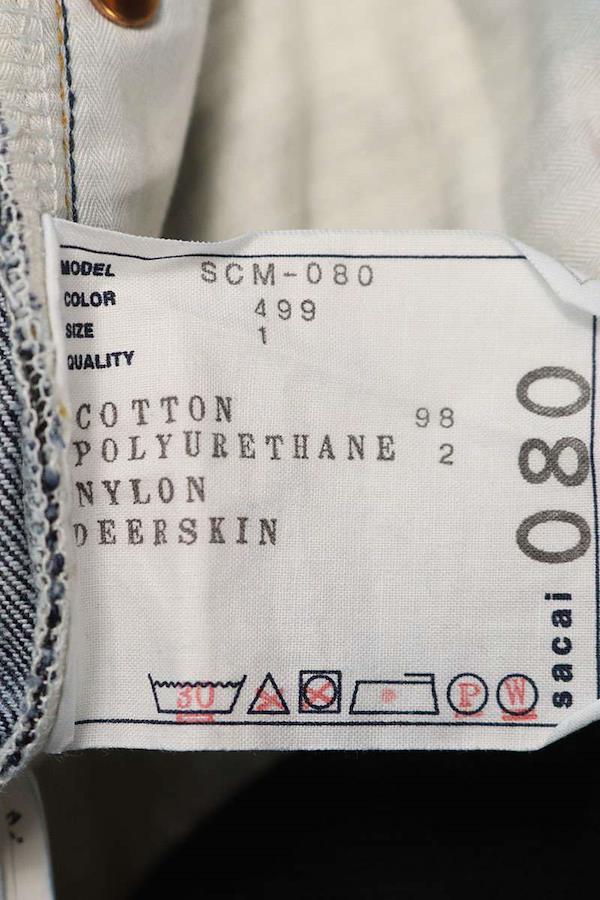 MODEL SCM-080
COLOR 499
SIZE 1
QUALITY
COTTON 98
POLYURETHANE 2
NYLON
DEERSKIN
30
P
W
sacai 080